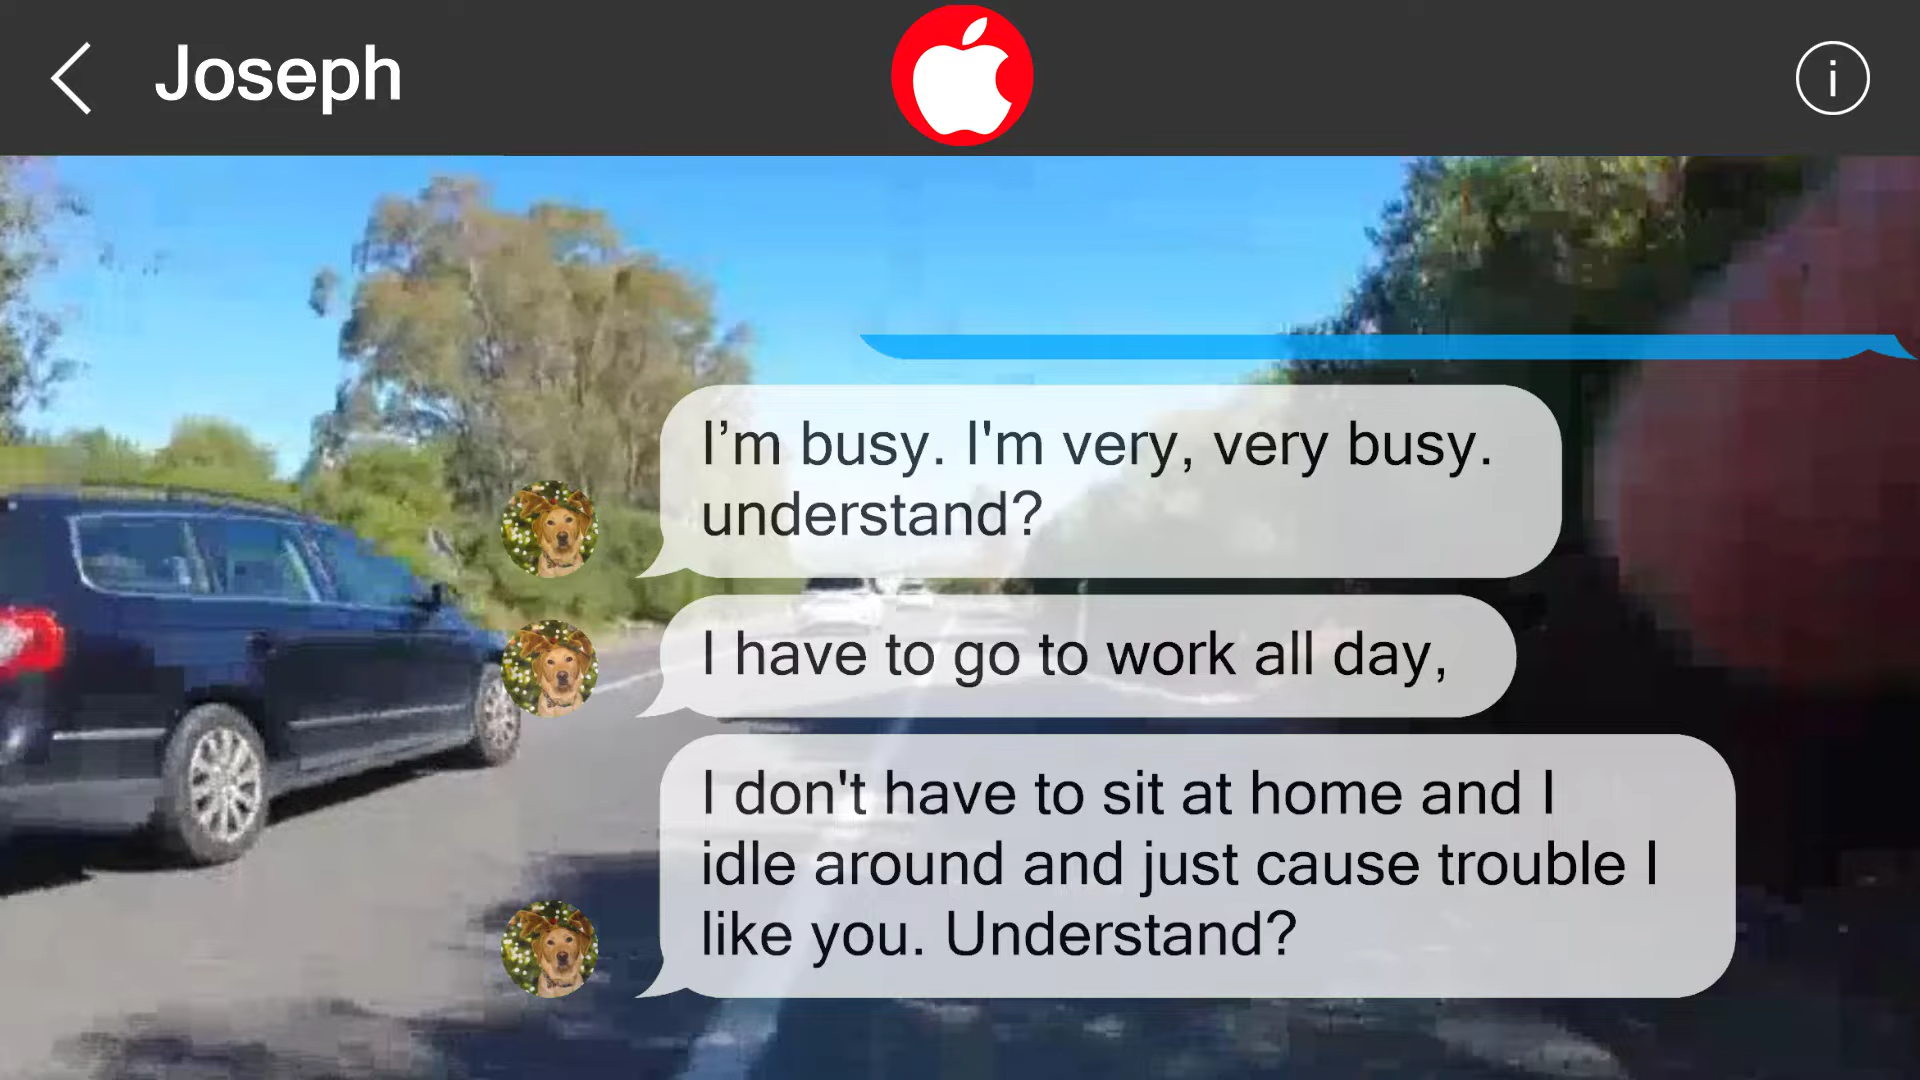 Joseph
i
I’m busy. I'm very, very busy.
understand?
I have to go to work all day,
I don't have to sit at home and I
idle around and just cause trouble I
like you. Understand?